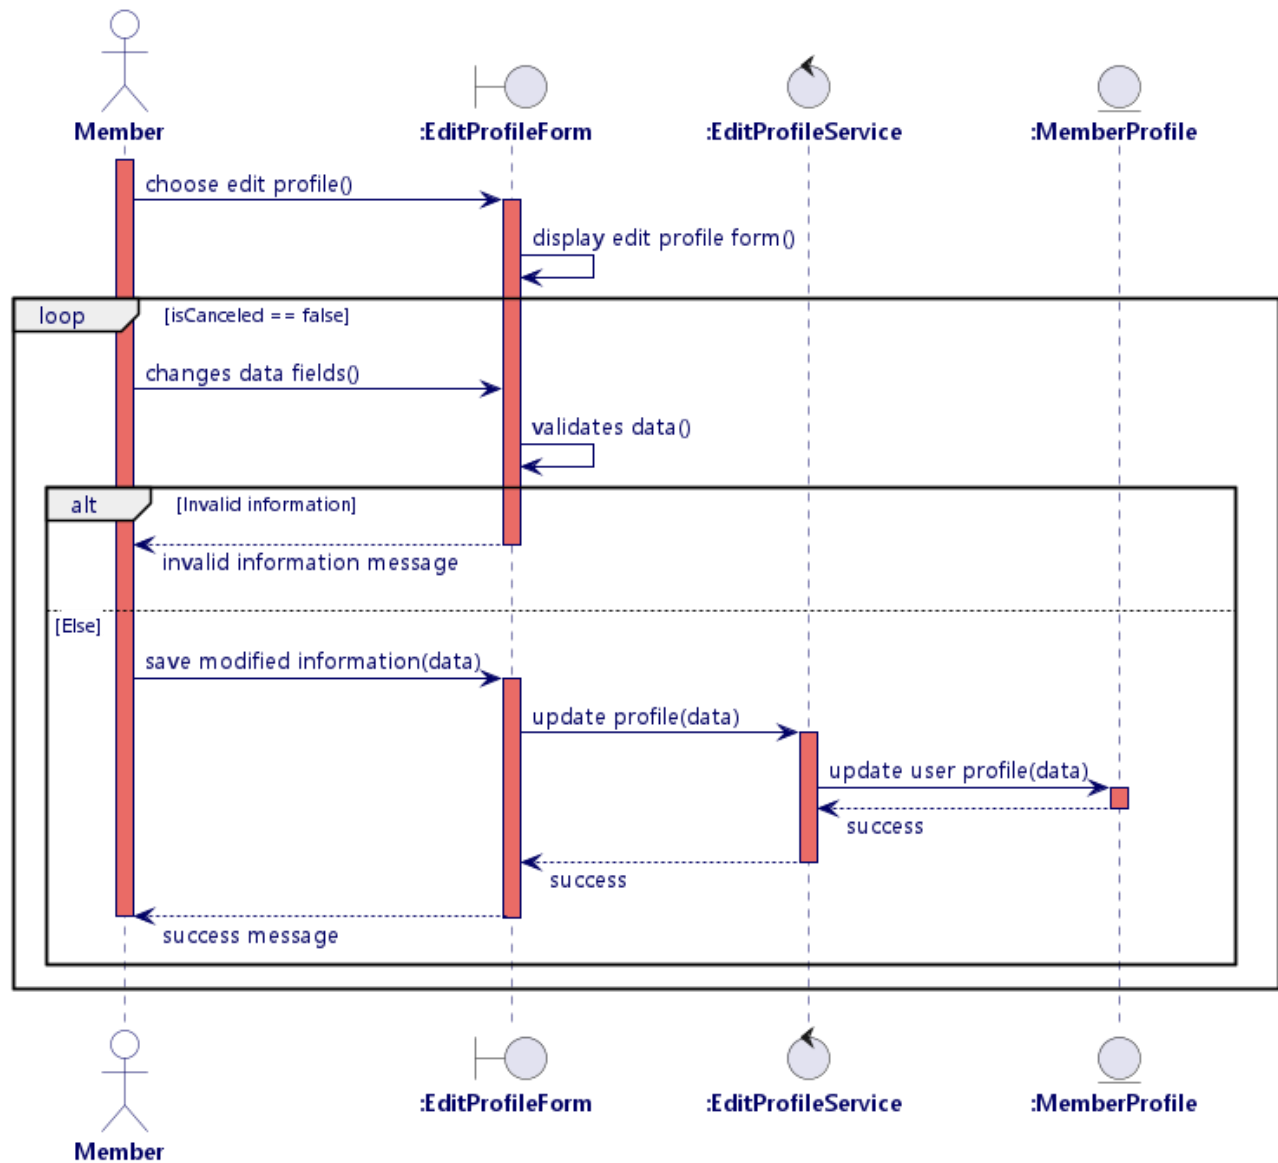 Member
:EditProfileForm
:EditProfileService
:MemberProfile
choose edit profile()
display edit profile form()
loop
[isCanceled == false]
changes data fields()
validates data()
alt
[Invalid information]
invalid information message
[Else]
save modified information(data)
update profile(data)
update user profile(data)
success
success
success message
:EditProfileForm
:EditProfileService
:MemberProfile
Member